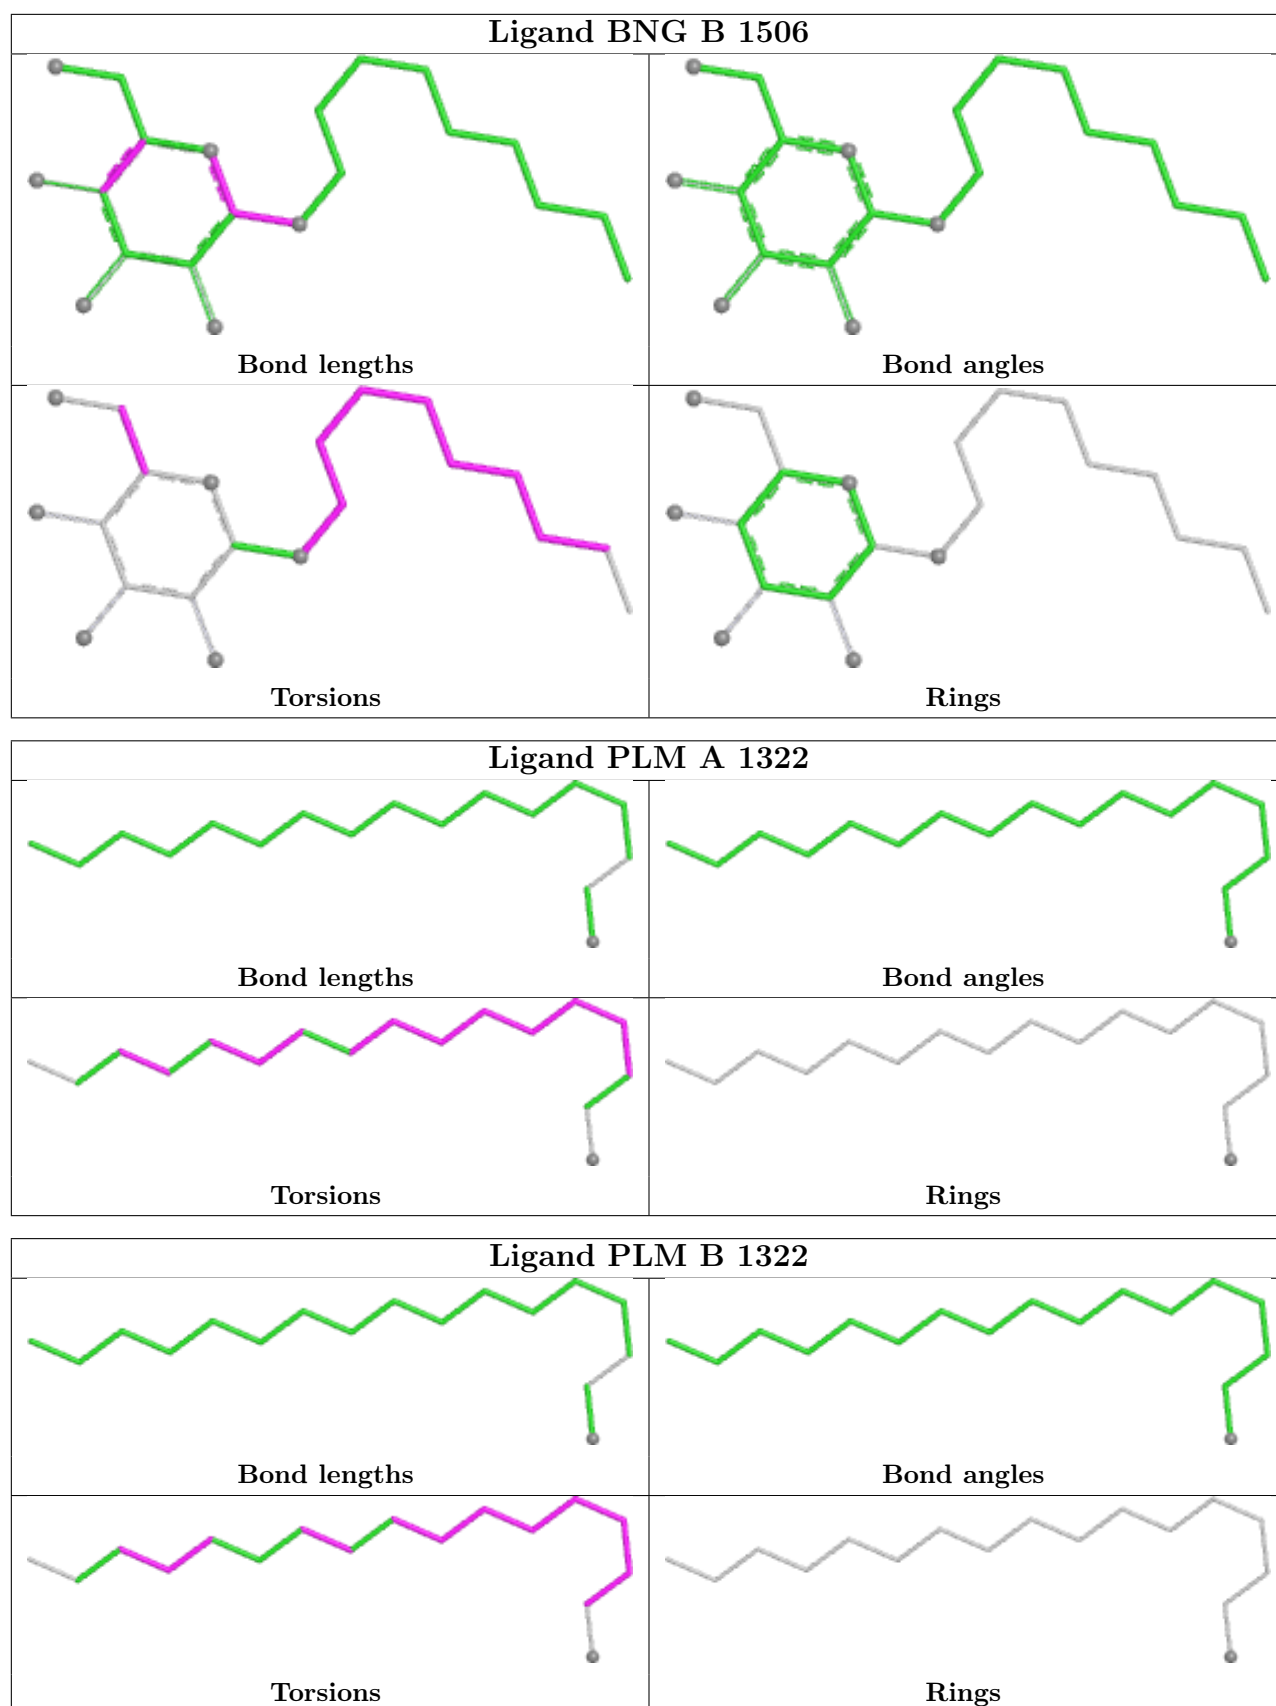 Ligand BNG B 1506
Bond lengths
Bond angles
Torsions
Rings
Ligand PLM A 1322
Bond lengths
Bond angles
Torsions
Rings
Ligand PLM B 1322
Bond lengths
Bond angles
Torsions
Rings